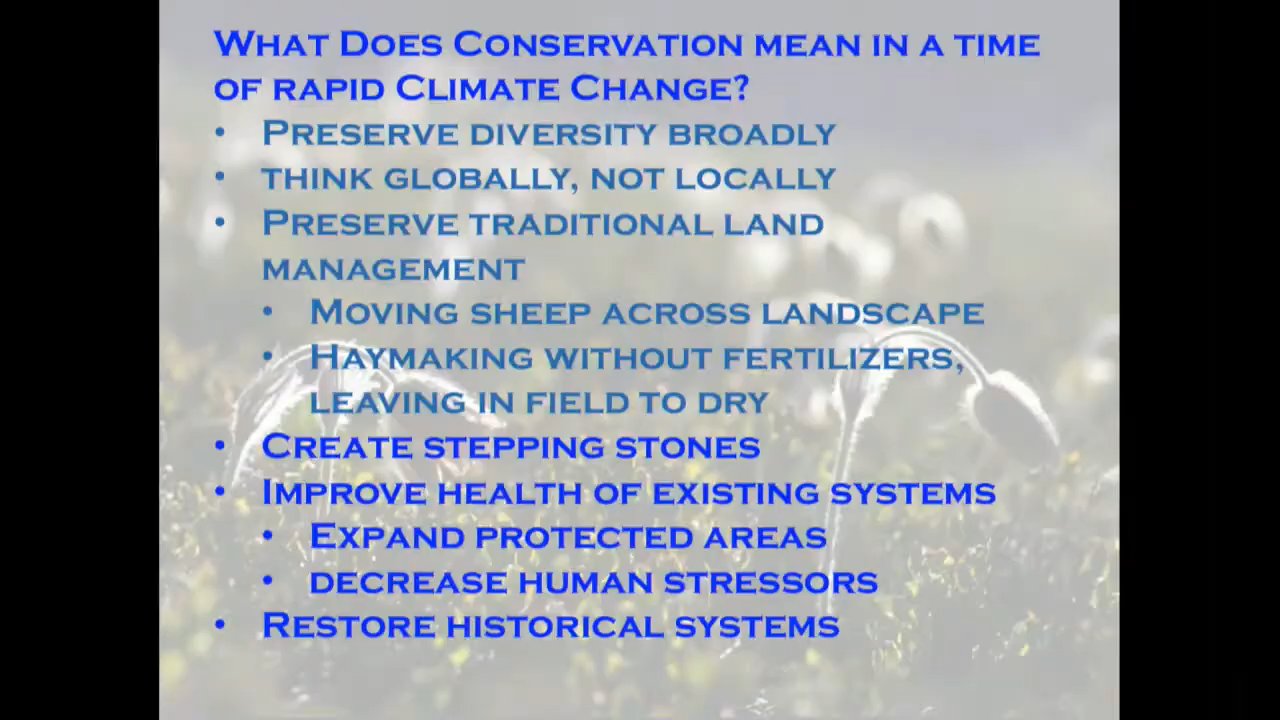 What Does Conservation mean in a time
of rapid Climate Change?
• Preserve diversity broadly
• think globally, not locally
• Preserve traditional land
management
• Moving sheep across landscape
• Haymaking without fertilizers,
leaving in field to dry
• Create stepping stones
• Improve health of existing systems
• Expand protected areas
• decrease human stressors
• Restore historical systems